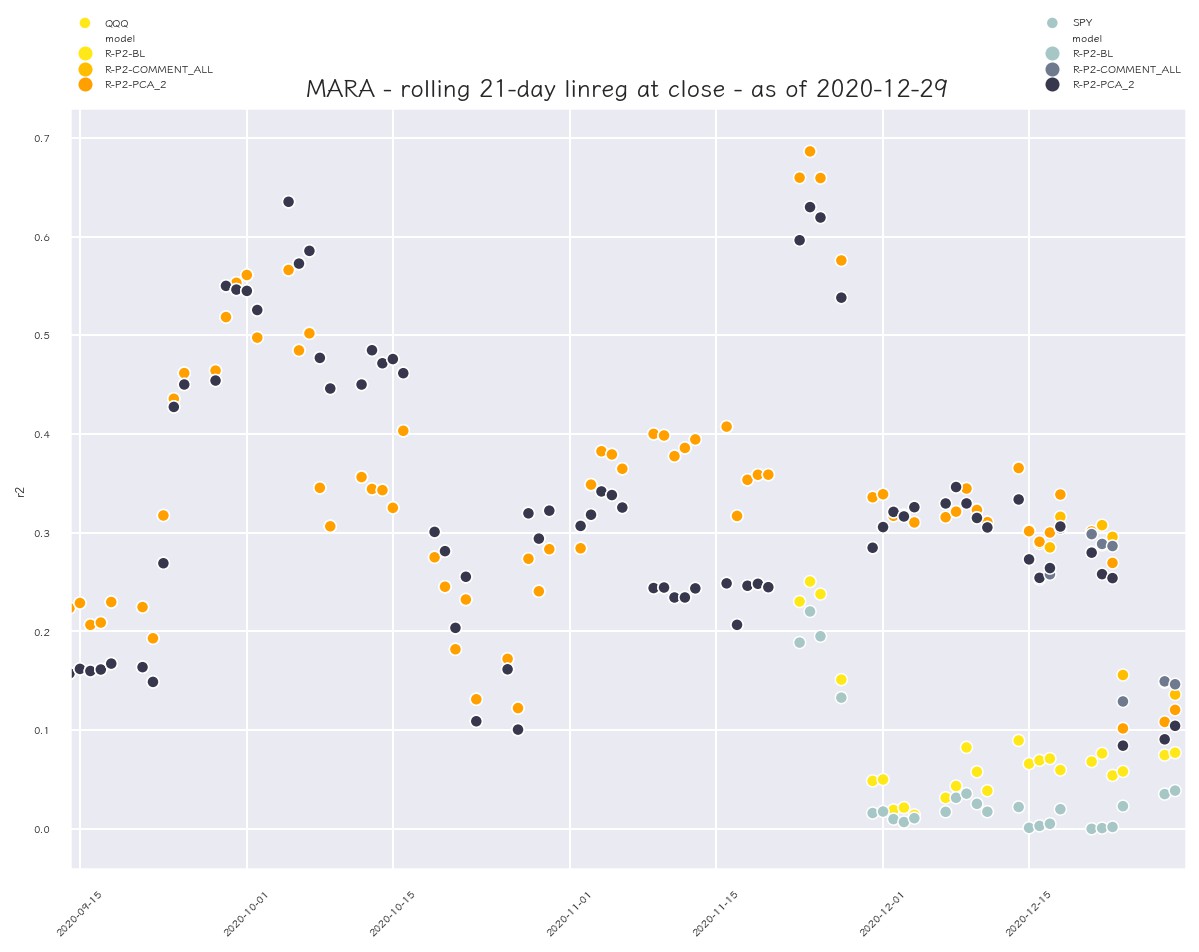 QQQ
model
R-P2-BL
R-P2-COMMENT_ALL
R-P2-PCA_2
SPY
model
R-P2-BL
R-P2-COMMENT_ALL
R-P2-PCA_2
MARA - rolling 21-day linreg at close - as of 2020-12-29
0.7
0.6
0.5
0.4
0.3
0.2
0.1
0.0
r2
2020-09-15
2020-10-01
2020-10-15
2020-11-01
2020-11-15
2020-12-01
2020-12-15